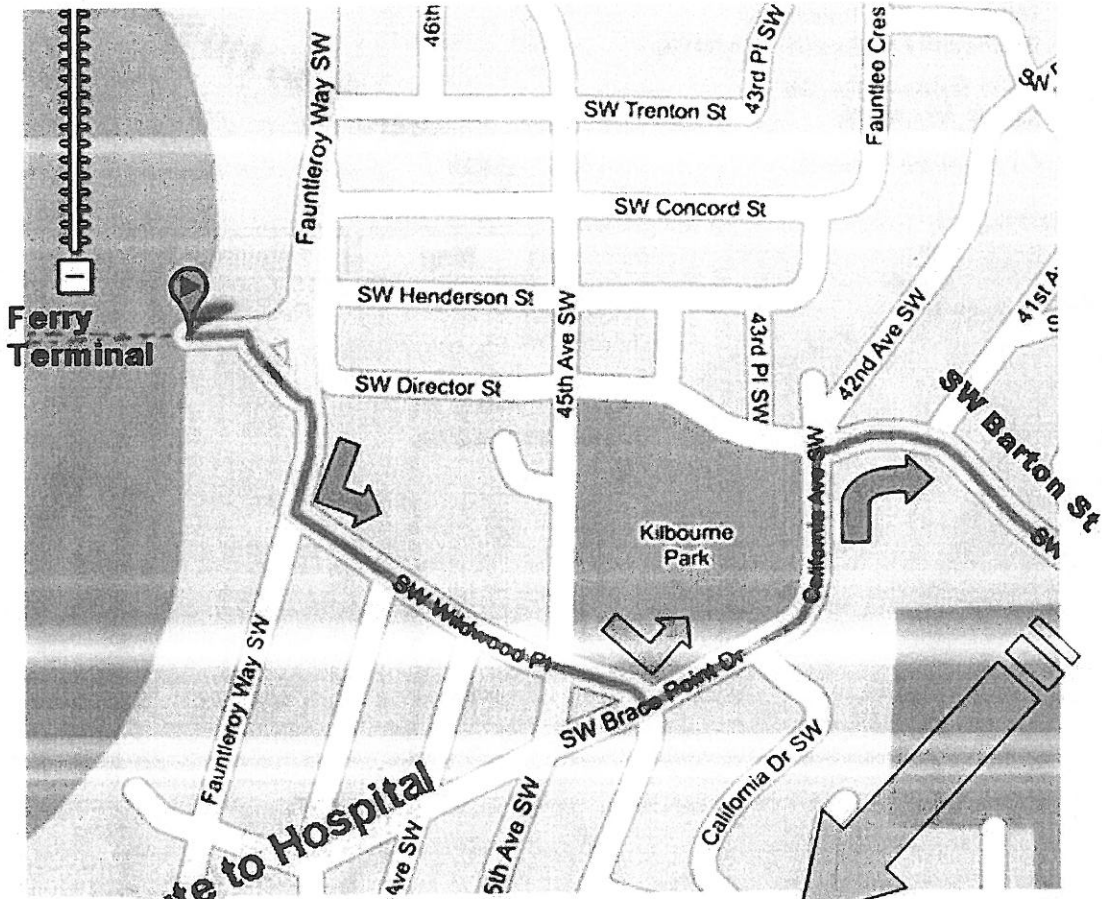 46th
Fauntleroy Way SW
43rd Pl SW
Fauntleo Cres
SW
SW Trenton St
SW Concord St
Ferry
Terminal
SW Henderson St
45th Ave SW
43rd Pl SW
42nd Ave SW
41st A
SW Director St
SW Barton St
SW
California Ave SW
Kilbourne
Park
SW Wildwood Pl
SW Brace Point Dr
Fauntleroy Way SW
California Dr SW
te to Hospital
Ave SW
5th Ave SW